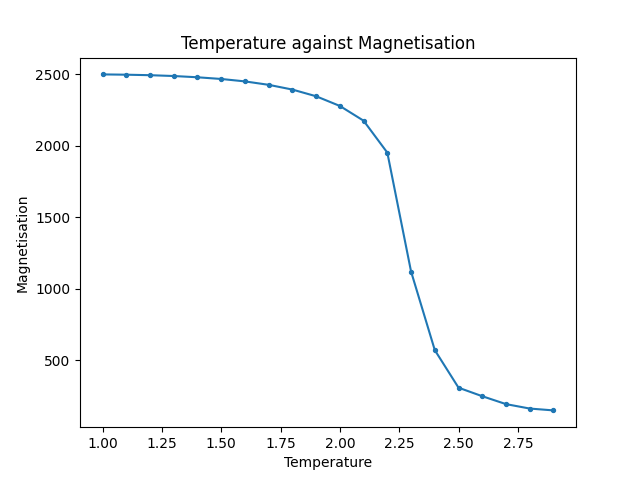 Temperature against Magnetisation
2500
2000
1500
1000
500
Magnetisation
1.00 1.25 1.50 1.75 2.00 2.25 2.50 2.75
Temperature